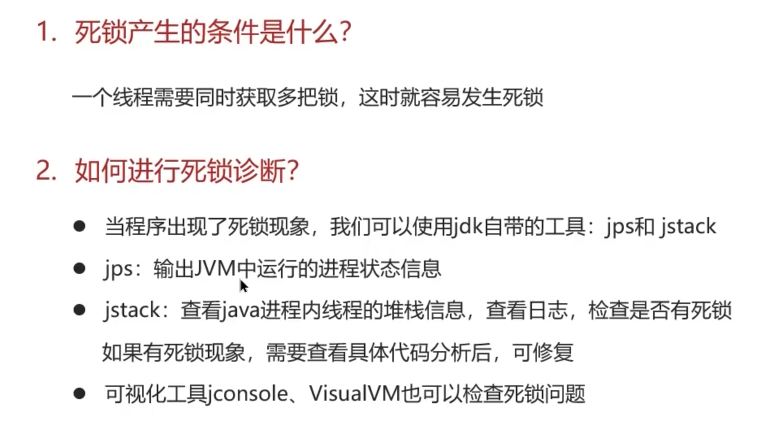 1. 死锁产生的条件是什么？
一个线程需要同时获取多把锁，这时就容易发生死锁
2. 如何进行死锁诊断？
● 当程序出现了死锁现象，我们可以使用jdk自带的工具：jps和 jstack
● jps：输出JVM中运行的进程状态信息
● jstack：查看java进程内线程的堆栈信息，查看日志，检查是否有死锁
如果有死锁现象，需要查看具体代码分析后，可修复
● 可视化工具jconsole、VisualVM也可以检查死锁问题